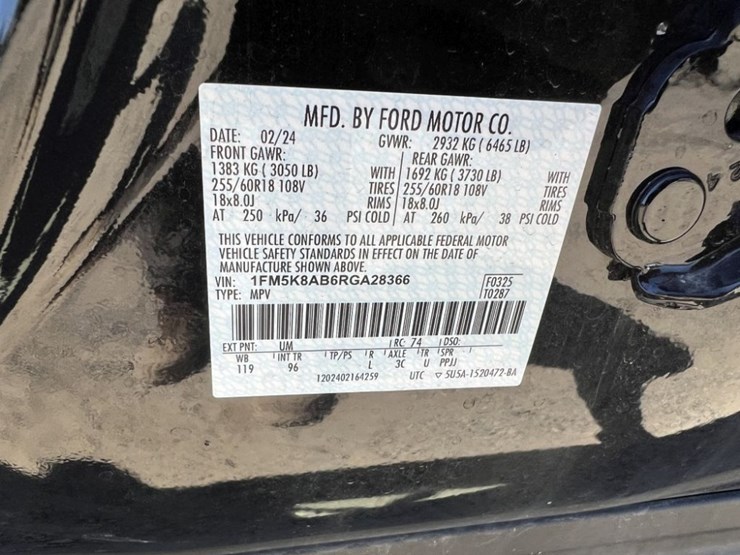 MFD. BY FORD MOTOR CO.
DATE: 02/24 GVWR: 2932 KG ( 6465 LB)
FRONT GAWR: REAR GAWR:
1383 KG ( 3050 LB) WITH 1692 KG ( 3730 LB) WITH
255/60R18 108V TIRES 255/60R18 108V TIRES
18x8.0J RIMS 18x8.0J RIMS
AT 250 kPa/ 36 PSI COLD AT 260 kPa/ 38 PSI COLD
THIS VEHICLE CONFORMS TO ALL APPLICABLE FEDERAL MOTOR
VEHICLE SAFETY STANDARDS IN EFFECT ON THE DATE OF
MANUFACTURE SHOWN ABOVE.
VIN: 1FM5K8AB6RGA28366 F0325
TYPE: MPV T0287
EXT PNT: UM RC: 74 DSO:
WB INT TR TP/PS R AXLE TR SPR
119 96 L 3C U PPJJ
1202402164259 UTC ▽ SU5A-1520472-BA